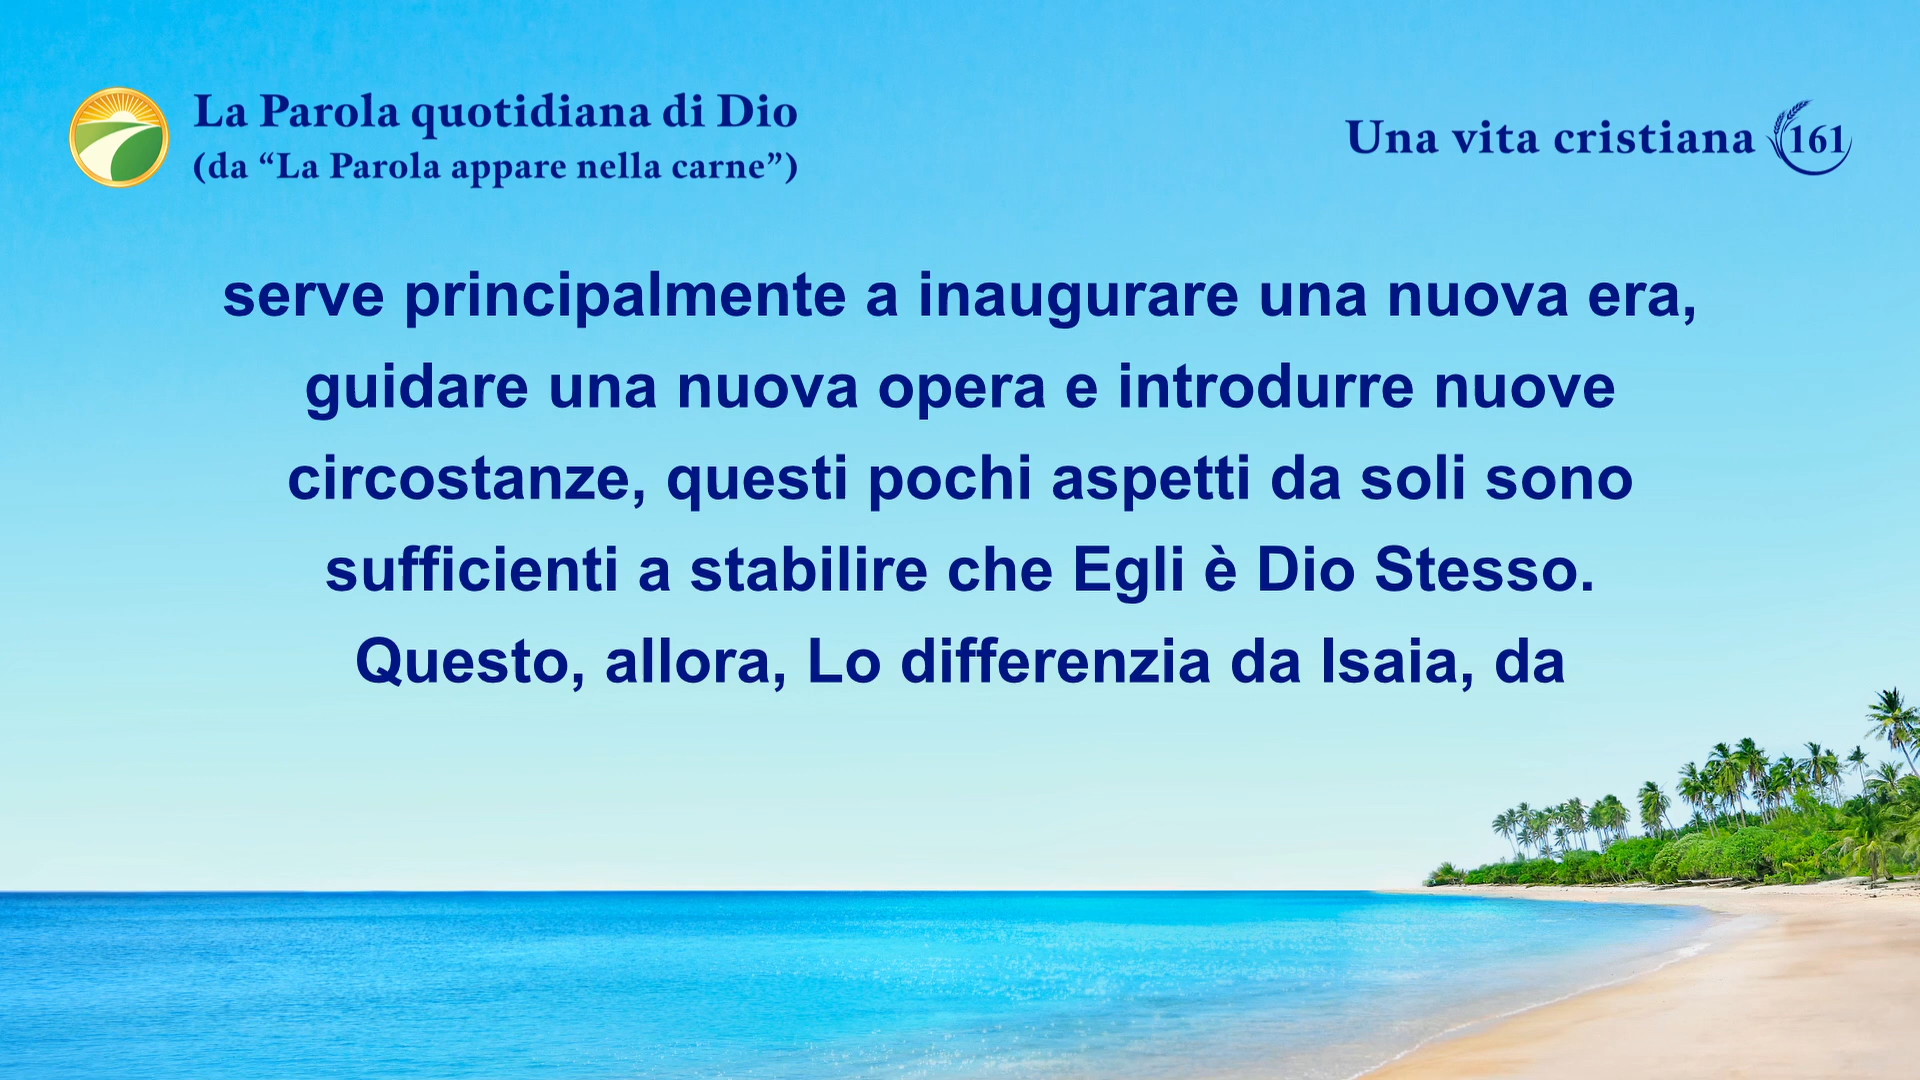 La Parola quotidiana di Dio
(da “La Parola appare nella carne”)
Una vita cristiana 161
serve principalmente a inaugurare una nuova era,
guidare una nuova opera e introdurre nuove
circostanze, questi pochi aspetti da soli sono
sufficienti a stabilire che Egli è Dio Stesso.
Questo, allora, Lo differenzia da Isaia, da